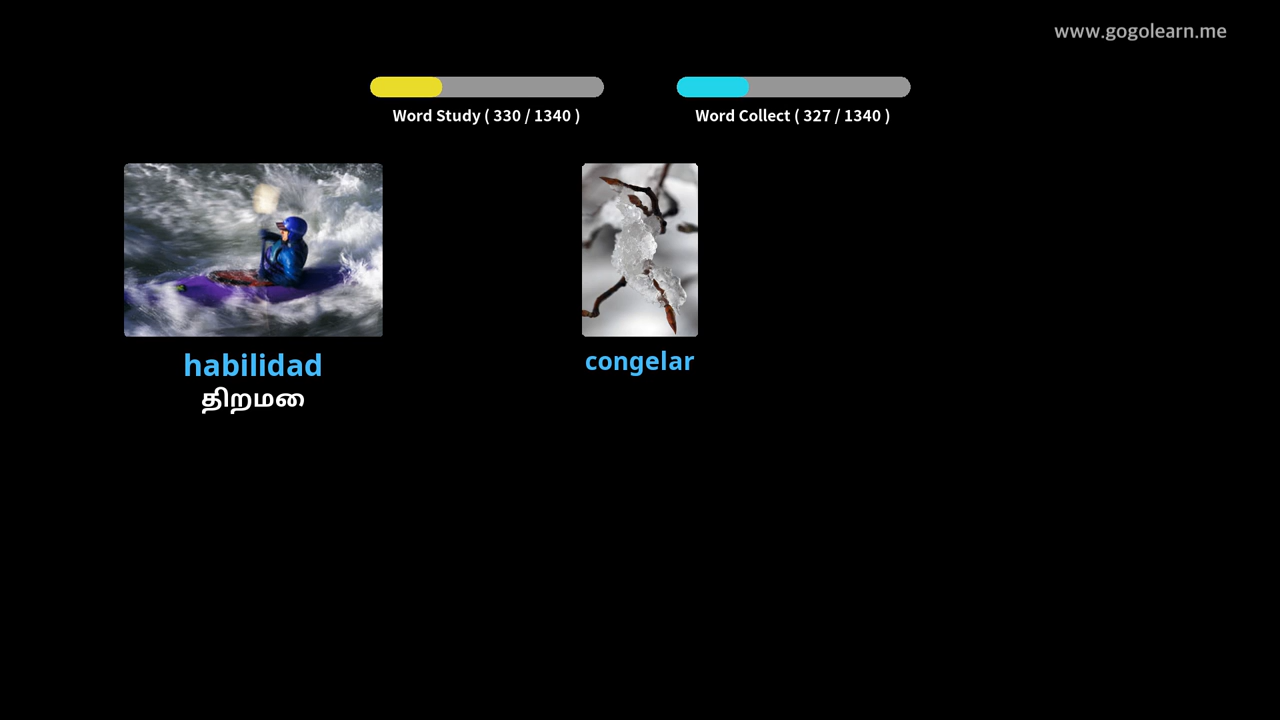 www.gogolearn.me
Word Study ( 330 / 1340 )
Word Collect ( 327 / 1340 )
habilidad
திறமை
congelar